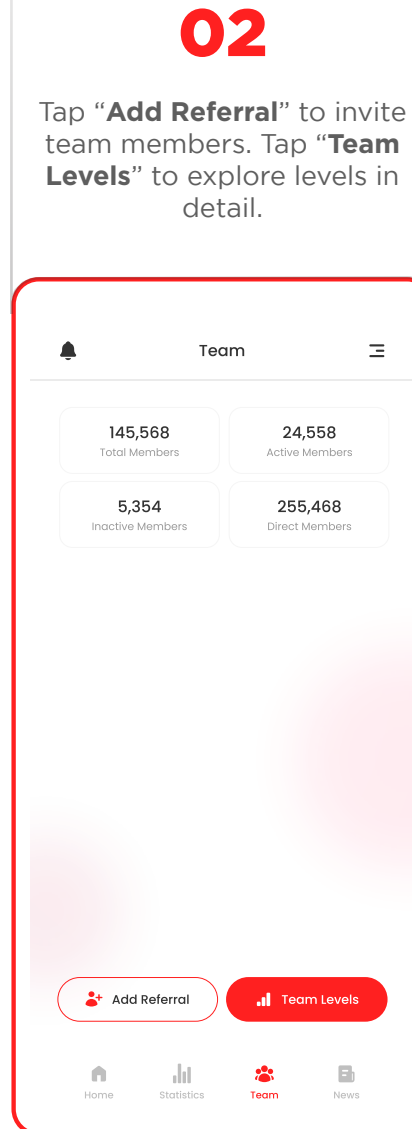 02
Tap “Add Referral” to invite
team members. Tap “Team
Levels” to explore levels in
detail.
Team
145,568
Total Members
24,558
Active Members
5,354
Inactive Members
255,468
Direct Members
Add Referral
Team Levels
Home
Statistics
Team
News